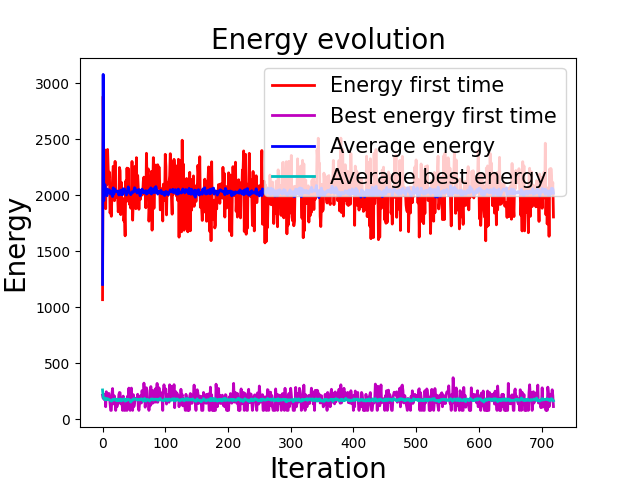 Energy evolution
Energy first time
Best energy first time
Average energy
Average best energy
Energy
3000
2500
2000
1500
1000
500
0
0 100 200 300 400 500 600 700
Iteration